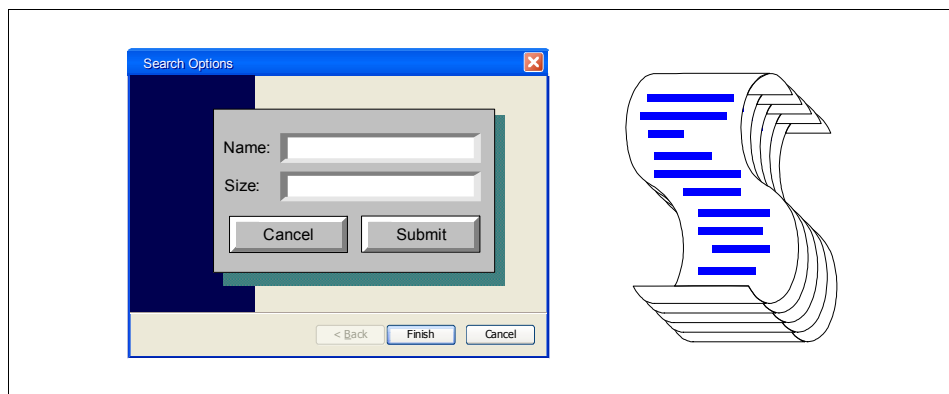 Search Options
Name:
Size:
Cancel Submit
< Back Finish Cancel